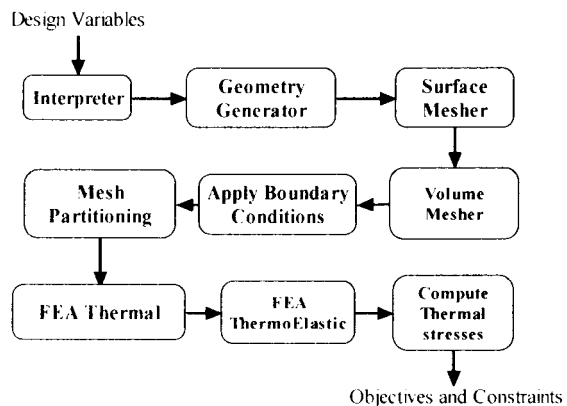 Design Variables
Interpreter
Geometry
Generator
Surface
Mesher
Mesh
Partitioning
Apply Boundary
Conditions
Volume
Mesher
FEA Thermal
FEA
ThermoElastic
Compute
Thermal
stresses
Objectives and Constraints